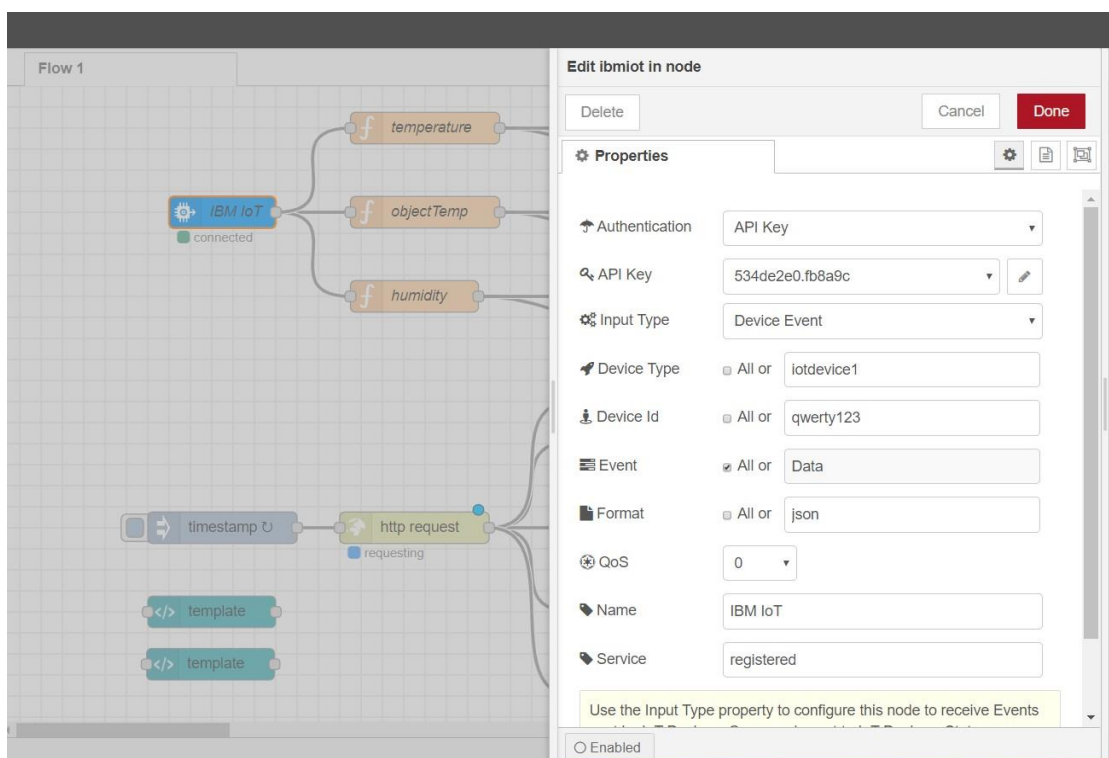 Flow 1
temperature
IBM IoT
connected
objectTemp
humidity
timestamp ↻
http request
requesting
</> template
</> template
Edit ibmiot in node
Delete
Cancel
Done
Properties
Authentication
API Key
API Key
534de2e0.fb8a9c
Input Type
Device Event
Device Type
All or
iotdevice1
Device Id
All or
qwerty123
Event
All or
Data
Format
All or
json
QoS
0
Name
IBM IoT
Service
registered
Use the Input Type property to configure this node to receive Events
Enabled